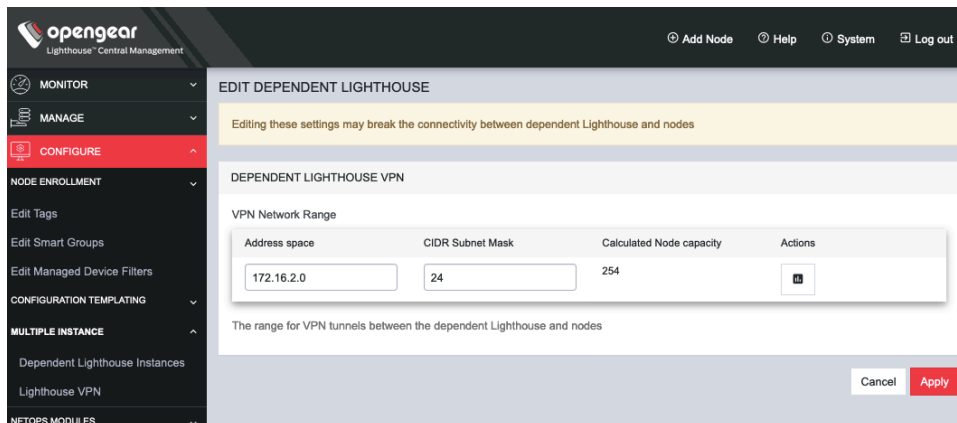 opengear
Lighthouse™ Central Management
Add Node
Help
System
Log out
MONITOR
MANAGE
CONFIGURE
NODE ENROLLMENT
Edit Tags
Edit Smart Groups
Edit Managed Device Filters
CONFIGURATION TEMPLATING
MULTIPLE INSTANCE
Dependent Lighthouse Instances
Lighthouse VPN
NETOPS MODULES
EDIT DEPENDENT LIGHTHOUSE
Editing these settings may break the connectivity between dependent Lighthouse and nodes
DEPENDENT LIGHTHOUSE VPN
VPN Network Range
Address space CIDR Subnet Mask Calculated Node capacity Actions
172.16.2.0 24 254
The range for VPN tunnels between the dependent Lighthouse and nodes
Cancel Apply